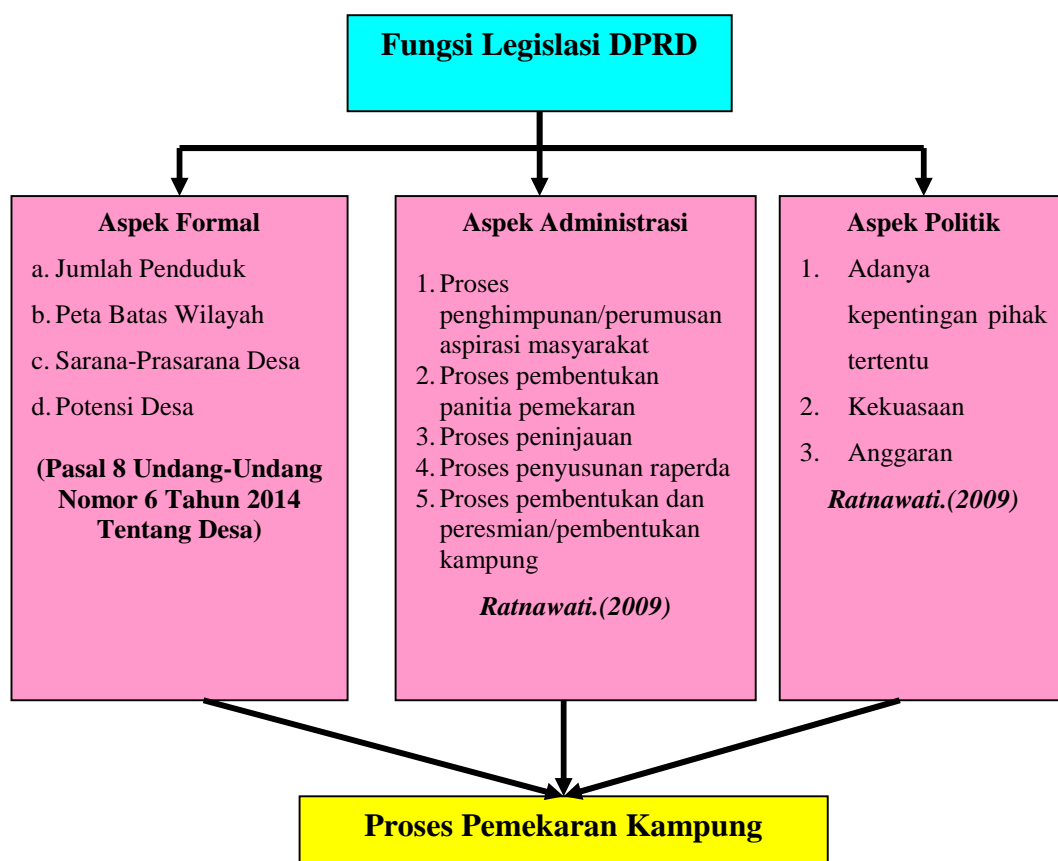 Fungsi Legislasi DPRD
Aspek Formal
a. Jumlah Penduduk
b. Peta Batas Wilayah
c. Sarana-Prasarana Desa
d. Potensi Desa
(Pasal 8 Undang-Undang
Nomor 6 Tahun 2014
Tentang Desa)
Aspek Administrasi
1. Proses
penghimpunan/perumusan
aspirasi masyarakat
2. Proses pembentukan
panitia pemekaran
3. Proses peninjauan
4. Proses penyusunan raperda
5. Proses pembentukan dan
peresmian/pembentukan
kampung
Ratnawati.(2009)
Aspek Politik
1. Adanya
kepentingan pihak
tertentu
2. Kekuasaan
3. Anggaran
Ratnawati.(2009)
Proses Pemekaran Kampung